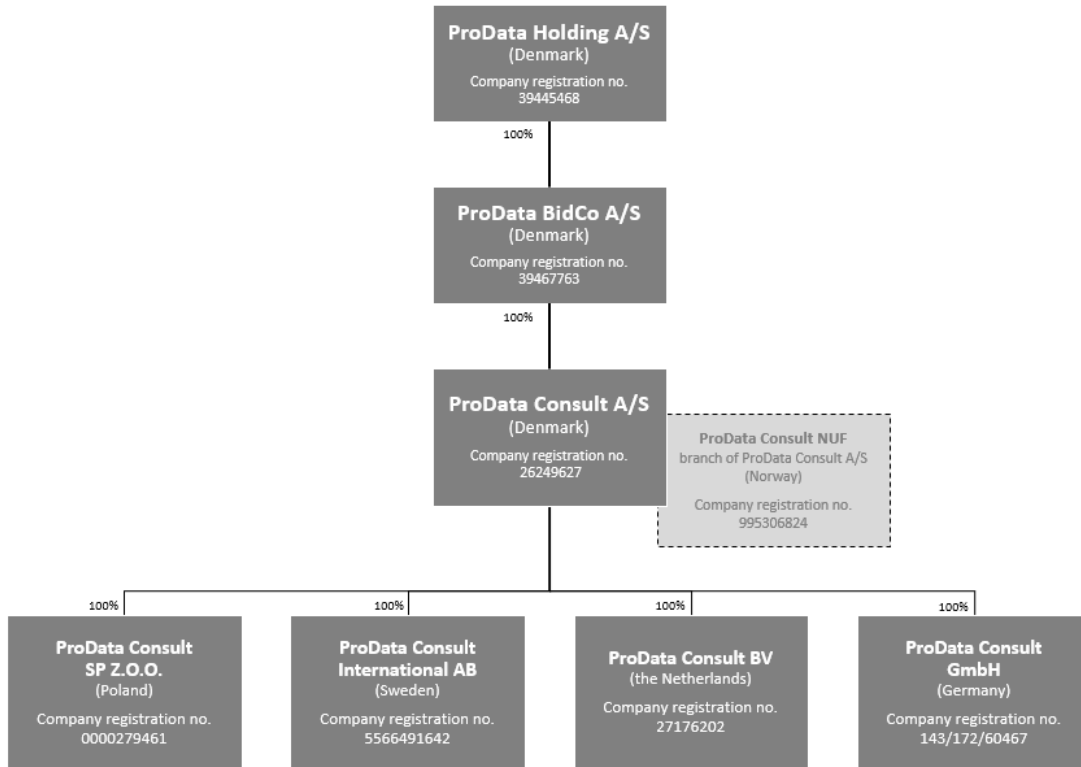 ProData Holding A/S
(Denmark)
Company registration no.
39445468
100%
ProData BidCo A/S
(Denmark)
Company registration no.
39467763
100%
ProData Consult A/S
(Denmark)
Company registration no.
26249627
ProData Consult NUF
branch of ProData Consult A/S
(Norway)
Company registration no.
995306824
100%
ProData Consult
SP Z.O.O.
(Poland)
Company registration no.
0000279461
100%
ProData Consult
International AB
(Sweden)
Company registration no.
5566491642
100%
ProData Consult BV
(the Netherlands)
Company registration no.
27176202
100%
ProData Consult
GmbH
(Germany)
Company registration no.
143/172/60467